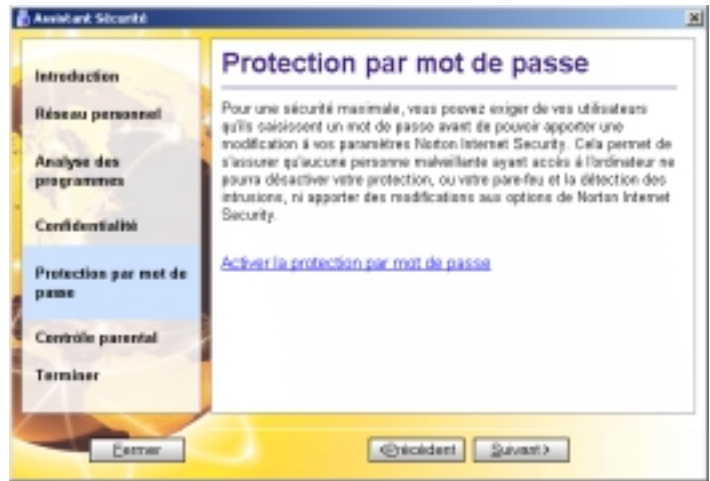 Assistant Sécurité
Introduction
Réseau personnel
Analyse des
programmes
Confidentialité
Protection par mot de
passe
Contrôle parental
Terminer
Protection par mot de passe
Pour une sécurité maximale, vous pouvez exiger de vos utilisateurs
qu'ils saisissent un mot de passe avant de pouvoir apporter une
modification à vos paramètres Norton Internet Security. Cela permet de
s'assurer qu'aucune personne malveillante ayant accès à l'ordinateur ne
pourra désactiver votre protection, ou votre pare-feu et la détection des
intrusions, ni apporter des modifications aux options de Norton Internet
Security.
Activer la protection par mot de passe
Fermer
<Précédent
Suivant>